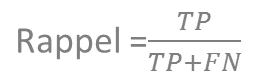 Rappel = TP / TP+FN